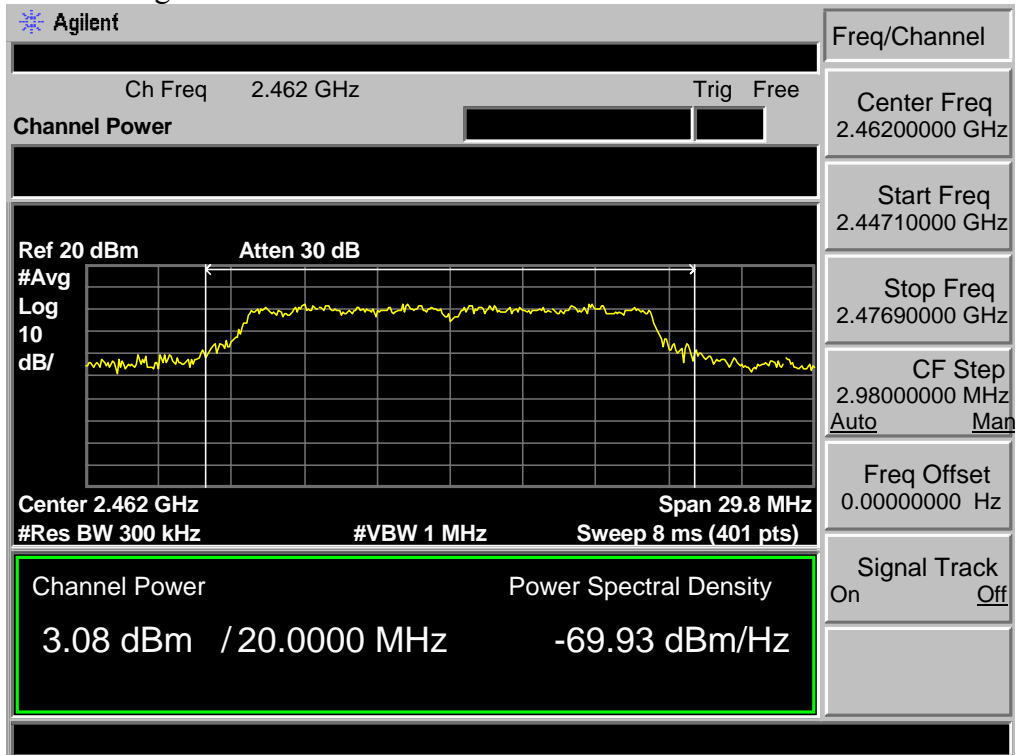 Agilent
Freq/Channel
Ch Freq 2.462 GHz Trig Free
Channel Power
Center Freq
2.46200000 GHz
Start Freq
2.44710000 GHz
Stop Freq
2.47690000 GHz
CF Step
2.98000000 MHz
Auto Man
Freq Offset
0.00000000 Hz
Signal Track
On Off
Ref 20 dBm Atten 30 dB
#Avg
Log
10
dB/
Center 2.462 GHz Span 29.8 MHz
#Res BW 300 kHz #VBW 1 MHz Sweep 8 ms (401 pts)
Channel Power Power Spectral Density
3.08 dBm / 20.0000 MHz -69.93 dBm/Hz